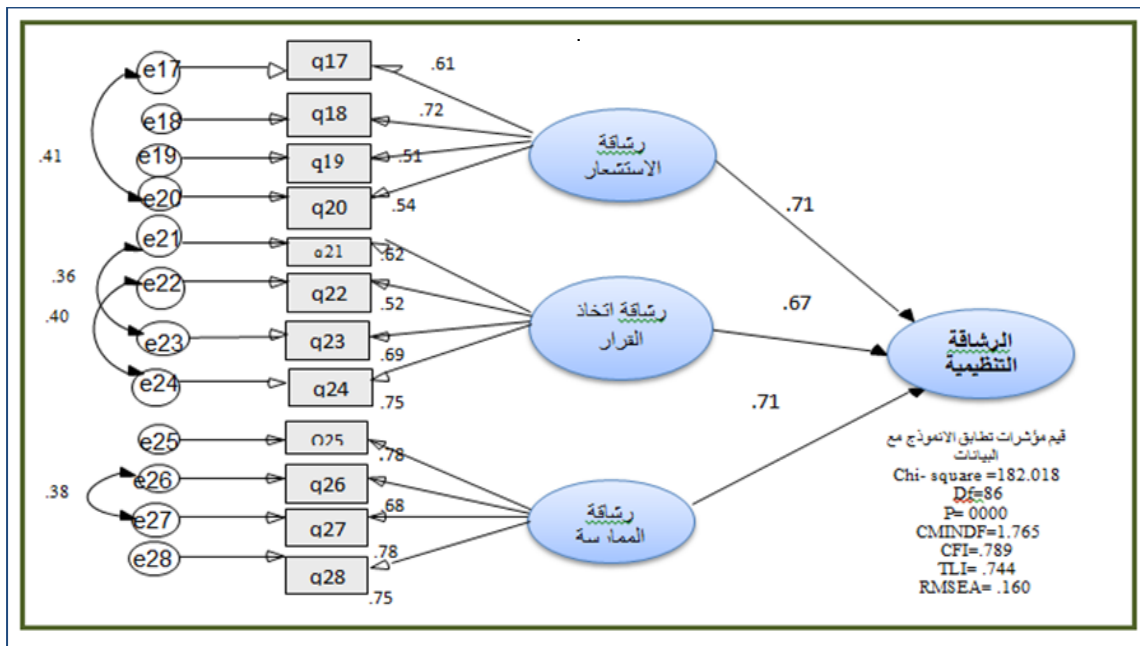 e17
q17
.61
e18
q18
.72
e19
q19
.51
e20
q20
.54
.41
رشاقة
الاستشعار
.71
e21
q21
.62
e22
q22
.52
e23
q23
.69
e24
q24
.75
.36
.40
رشاقة اتخاذ
القرار
.67
e25
Q25
.78
e26
q26
.68
e27
q27
.78
e28
q28
.75
.38
رشاقة
الممارسة
.71
الرشاقة
التنظيمية
قيم مؤشرات تطابق الانموذج مع
البيانات
Chi- square =182.018
Df=86
P= 0000
CMINDF=1.765
CFI=.789
TLI= .744
RMSEA= .160